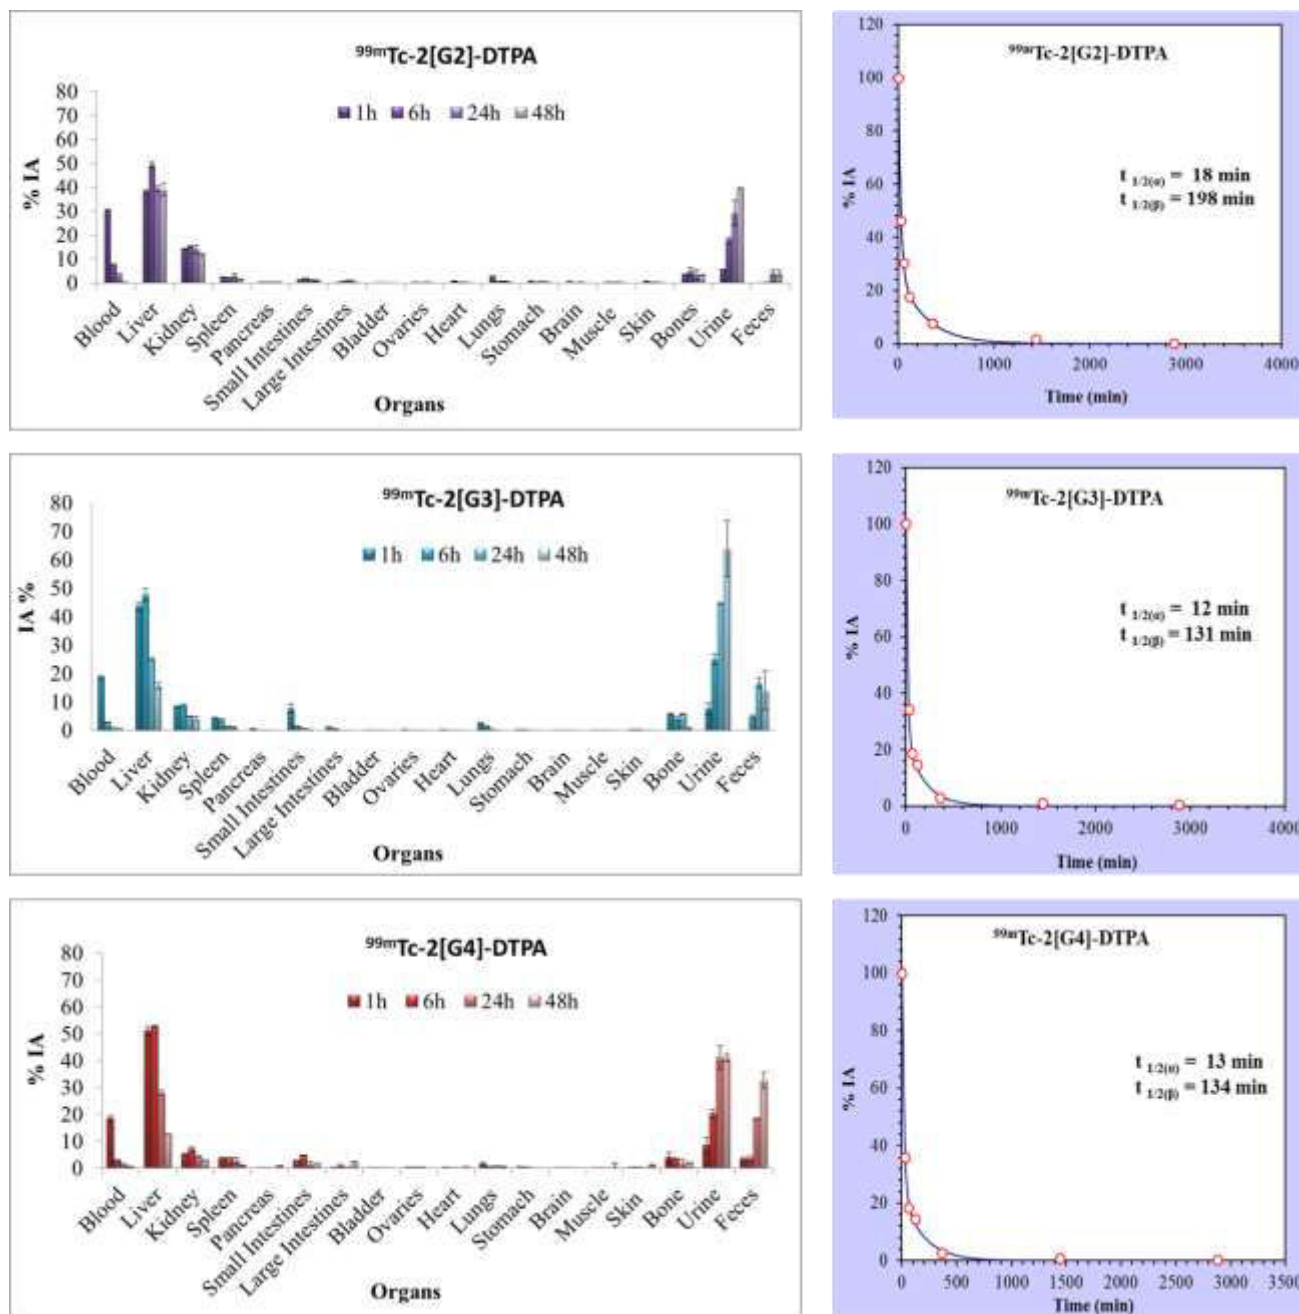 99mTc-2[G2]-DTPA
1h 6h 24h 48h
% IA
80
70
60
50
40
30
20
10
0
Blood
Liver
Kidney
Spleen
Pancreas
Small Intestines
Large Intestines
Bladder
Ovaries
Heart
Lungs
Stomach
Brain
Muscle
Skin
Bones
Urine
Feces
Organs
99mTc-2[G2]-DTPA
t 1/2(α) = 18 min
t 1/2(β) = 198 min
% IA
120
100
80
60
40
20
0
0 1000 2000 3000 4000
Time (min)
99mTc-2[G3]-DTPA
1h 6h 24h 48h
IA %
80
70
60
50
40
30
20
10
0
Blood
Liver
Kidney
Spleen
Pancreas
Small Intestines
Large Intestines
Bladder
Ovaries
Heart
Lungs
Stomach
Brain
Muscle
Skin
Bone
Urine
Feces
Organs
99mTc-2[G3]-DTPA
t 1/2(α) = 12 min
t 1/2(β) = 131 min
% IA
120
100
80
60
40
20
0
0 1000 2000 3000 4000
Time (min)
99mTc-2[G4]-DTPA
1h 6h 24h 48h
% IA
80
70
60
50
40
30
20
10
0
Blood
Liver
Kidney
Spleen
Pancreas
Small Intestines
Large Intestines
Bladder
Ovaries
Heart
Lungs
Stomach
Brain
Muscle
Skin
Bone
Urine
Feces
Organs
99mTc-2[G4]-DTPA
t 1/2(α) = 13 min
t 1/2(β) = 134 min
% IA
120
100
80
60
40
20
0
0 500 1000 1500 2000 2500 3000 3500
Time (min)